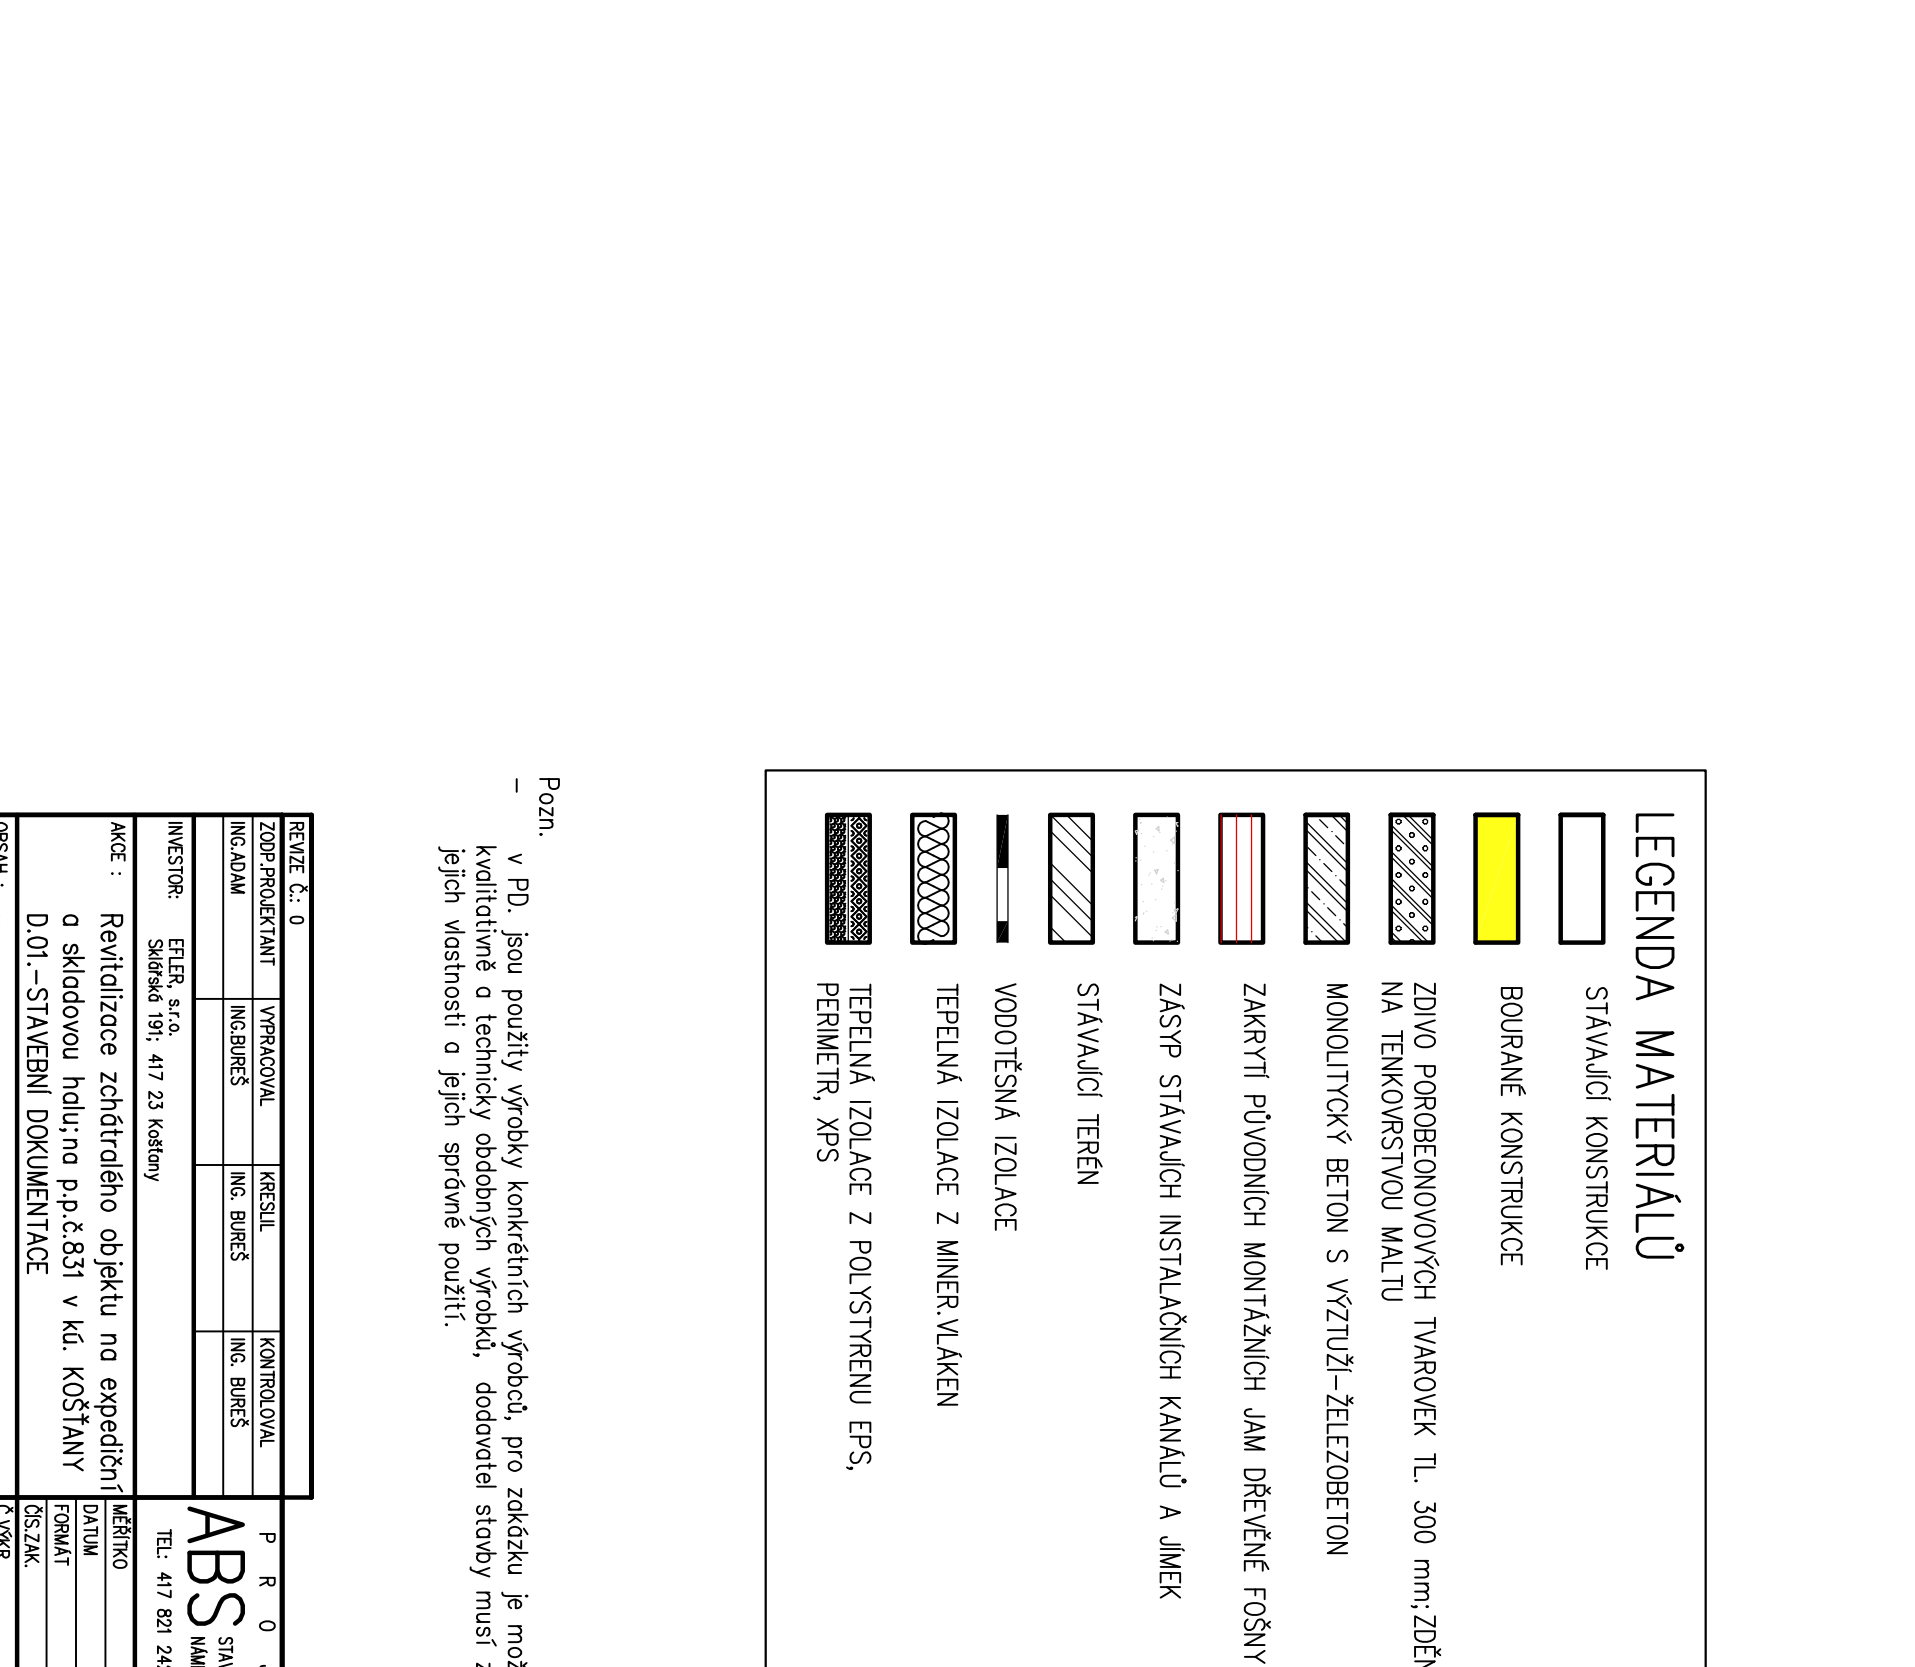 LEGENDA MATERIÁLŮ
STÁVAJÍCÍ KONSTRUKCE
BOURANÉ KONSTRUKCE
ZDIVO POROBEONOVOVÝCH TVAROVEK TL. 300 mm; ZDĚN
NA TENKOVRSTVOU MALTU
MONOLITYCKÝ BETON S VÝZTUŽÍ-ŽELEZOBETON
ZAKRYTÍ PŮVODNÍCH MONTÁŽNÍCH JAM DŘEVĚNÉ FOŠNY
ZÁSYP STÁVAJÍCH INSTALAČNÍCH KANÁLŮ A JÍMEK
STÁVAJÍCÍ TERÉN
VODOTĚSNÁ IZOLACE
TEPELNÁ IZOLACE Z MINER.VLÁKEN
TEPELNÁ IZOLACE Z POLYSTYRENU EPS,
PERIMETR, XPS
Pozn.
- v PD. jsou použity výrobky konkrétních výrobců, pro zakázku je mož
kvalitativně a technicky obdobných výrobků, dodavatel stavby musí z
jejich vlastnosti a jejich správné použití.
REVIZE Č.: 0
ZODP.PROJEKTANT VYPRACOVAL KRESLIL KONTROLOVAL
ING.ADAM ING.BUREŠ ING. BUREŠ ING. BUREŠ
INVESTOR: EFLER, s.r.o.
Sklářská 191; 417 23 Košťany
AKCE : Revitalizace zchátralého objektu na expediční
a skladovou halu;na p.p.č.831 v kú. KOŠŤANY
D.01.-STAVEBNÍ DOKUMENTACE
OBSAH :
P R O
ABS
STAV
NÁM
TEL: 417 821 24
MĚŘÍTKO
DATUM
FORMÁT
ČÍS.ZAK.
Č.VÝKR